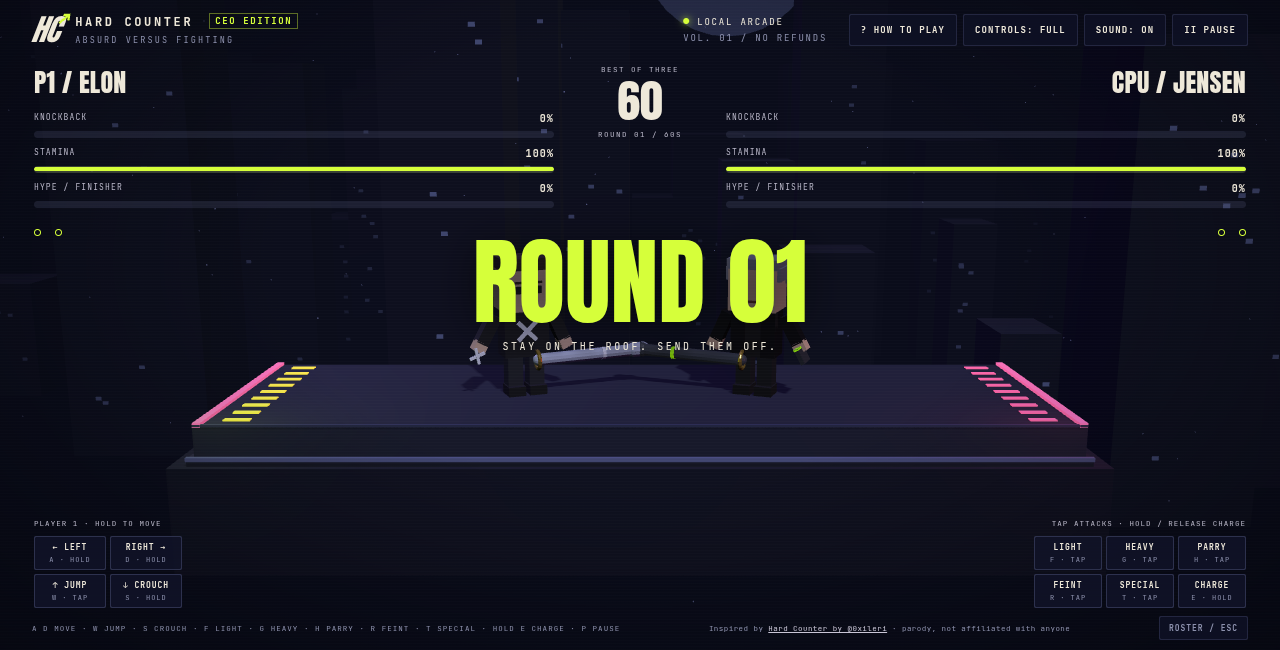 HC HARD COUNTER CEO EDITION
ABSURD VERSUS FIGHTING
LOCAL ARCADE
VOL. 01 / NO REFUNDS
? HOW TO PLAY
CONTROLS: FULL
SOUND: ON
II PAUSE
P1 / ELON
BEST OF THREE
60
ROUND 01 / 60S
CPU / JENSEN
KNOCKBACK 0%
STAMINA 100%
HYPE / FINISHER 0%
KNOCKBACK 0%
STAMINA 100%
HYPE / FINISHER 0%
ROUND 01
STAY ON THE ROOF. SEND THEM OFF.
PLAYER 1 · HOLD TO MOVE
← LEFT
A · HOLD
RIGHT →
D · HOLD
↑ JUMP
W · TAP
↓ CROUCH
S · HOLD
TAP ATTACKS · HOLD / RELEASE CHARGE
LIGHT
F · TAP
HEAVY
G · TAP
PARRY
H · TAP
FEINT
R · TAP
SPECIAL
T · TAP
CHARGE
E · HOLD
A D MOVE · W JUMP · S CROUCH · F LIGHT · G HEAVY · H PARRY · R FEINT · T SPECIAL · HOLD E CHARGE · P PAUSE
Inspired by Hard Counter by @0xileri · parody, not affiliated with anyone
ROSTER / ESC